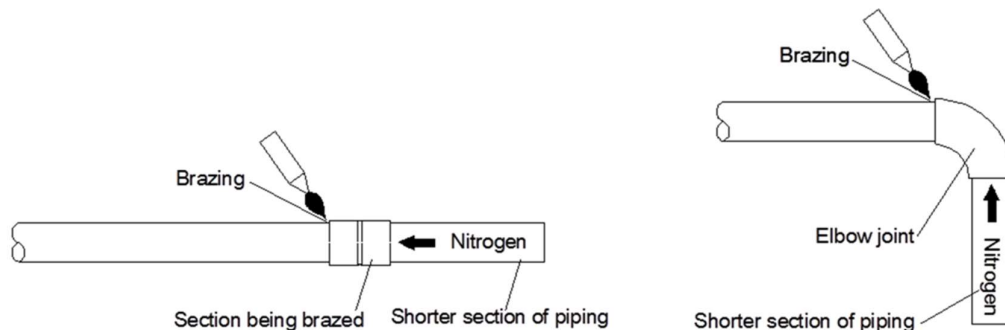 Brazing
Nitrogen
Section being brazed
Shorter section of piping
Brazing
Elbow joint
Nitrogen
Shorter section of piping